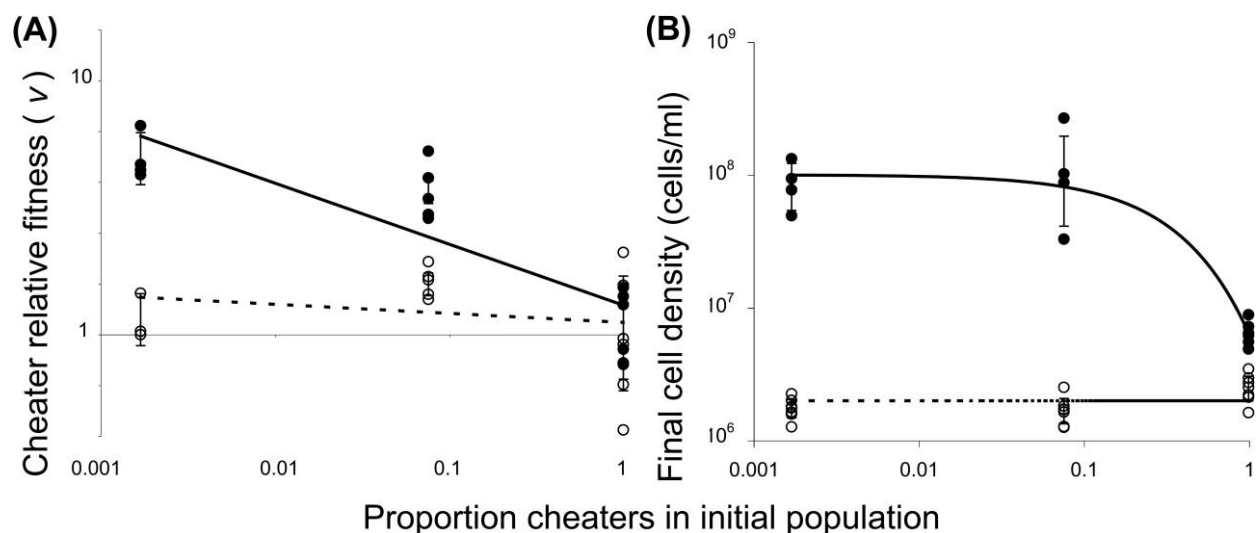 (A)
Cheater relative fitness ( v )
10
1
0.001
0.01
0.1
1
(B)
Final cell density (cells/ml)
10⁹
10⁸
10⁷
10⁶
0.001
0.01
0.1
1
Proportion cheaters in initial population